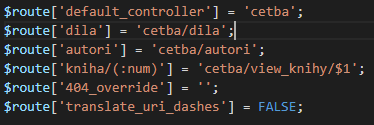 $route['default_controller'] = 'cetba';
$route['dila'] = 'cetba/dila';
$route['autori'] = 'cetba/autori';
$route['kniha/(:num)'] = 'cetba/view_knihy/$1';
$route['404_override'] = '';
$route['translate_uri_dashes'] = FALSE;